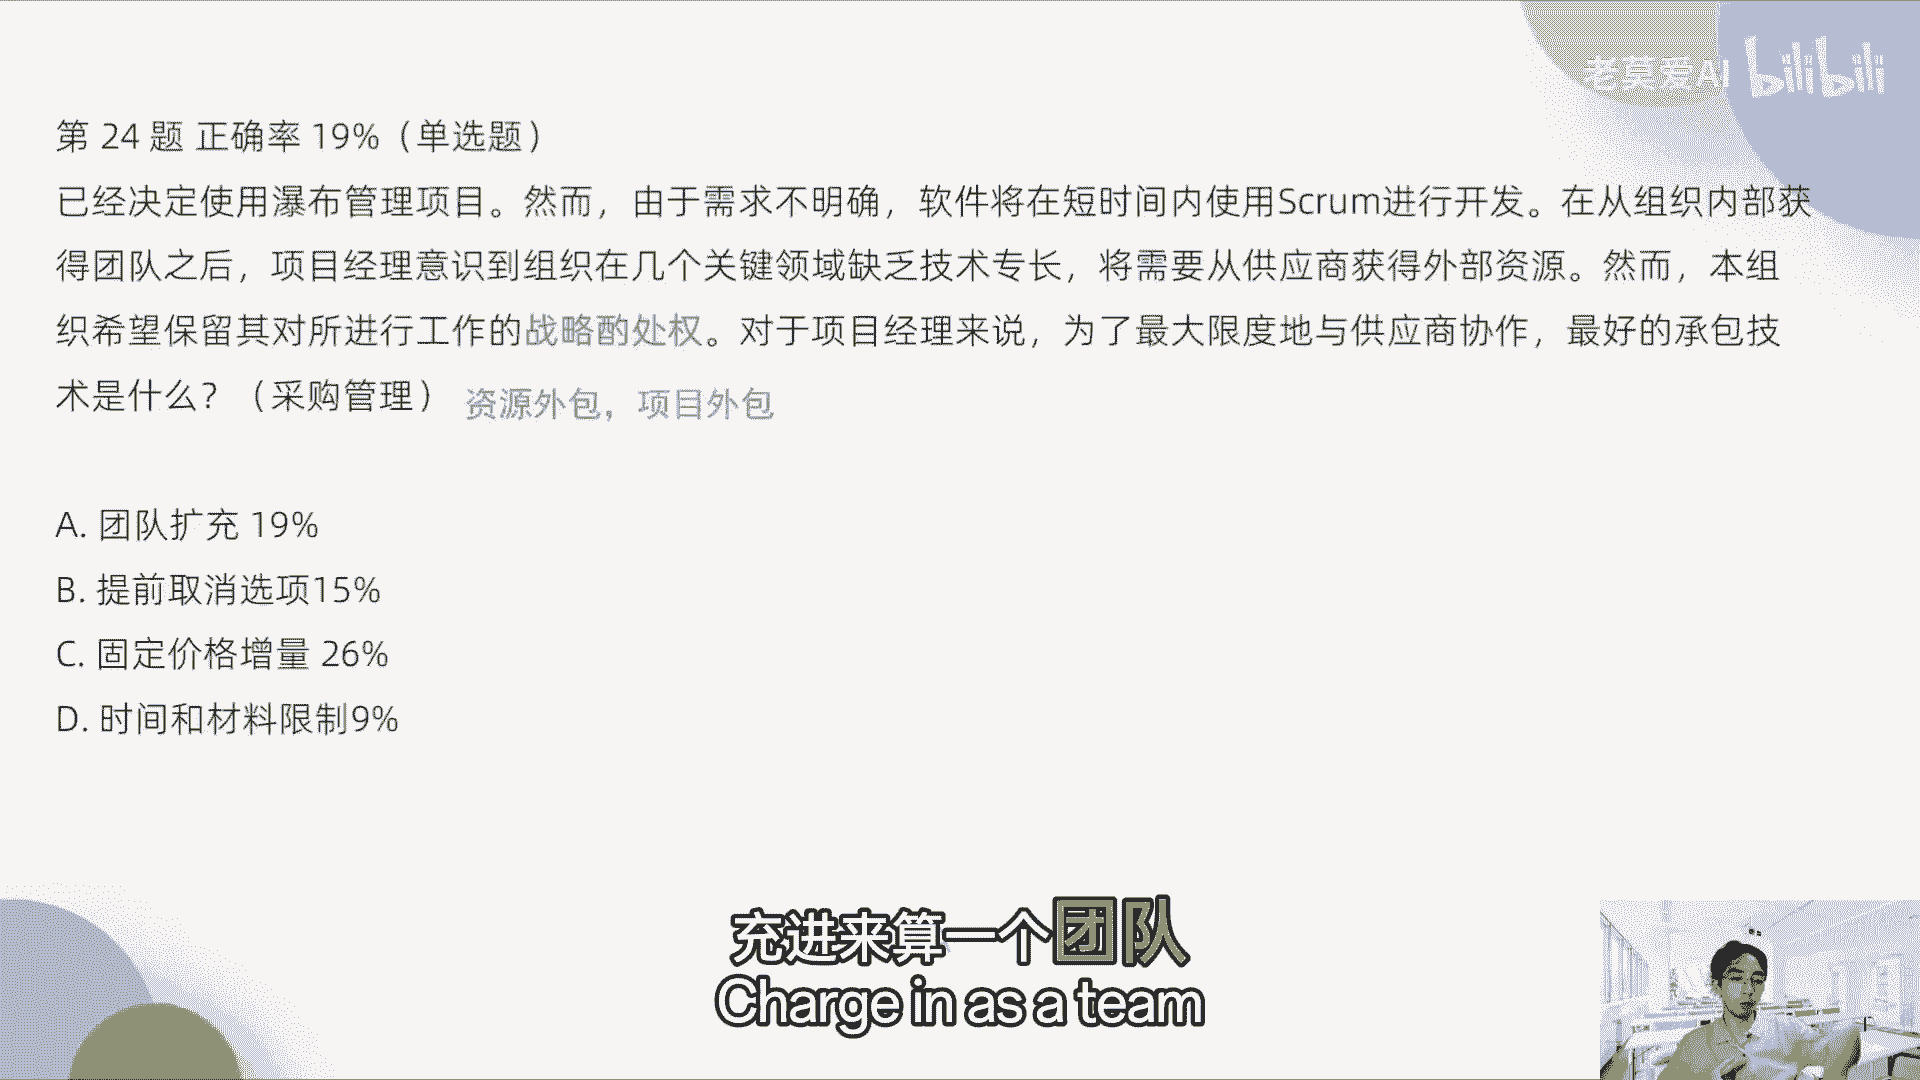 老莫爱AI bilibili
第 24 题 正确率 19%（单选题）
已经决定使用瀑布管理项目。然而，由于需求不明确，软件将在短时间内使用Scrum进行开发。在从组织内部获
得团队之后，项目经理意识到组织在几个关键领域缺乏技术专长，将需要从供应商获得外部资源。然而，本组
织希望保留其对所进行工作的战略酌处权。对于项目经理来说，为了最大限度地与供应商协作，最好的承包技
术是什么？（采购管理） 资源外包，项目外包
A. 团队扩充 19%
B. 提前取消选项15%
C. 固定价格增量 26%
D. 时间和材料限制9%
充进来算一个团队
Charge in as a team